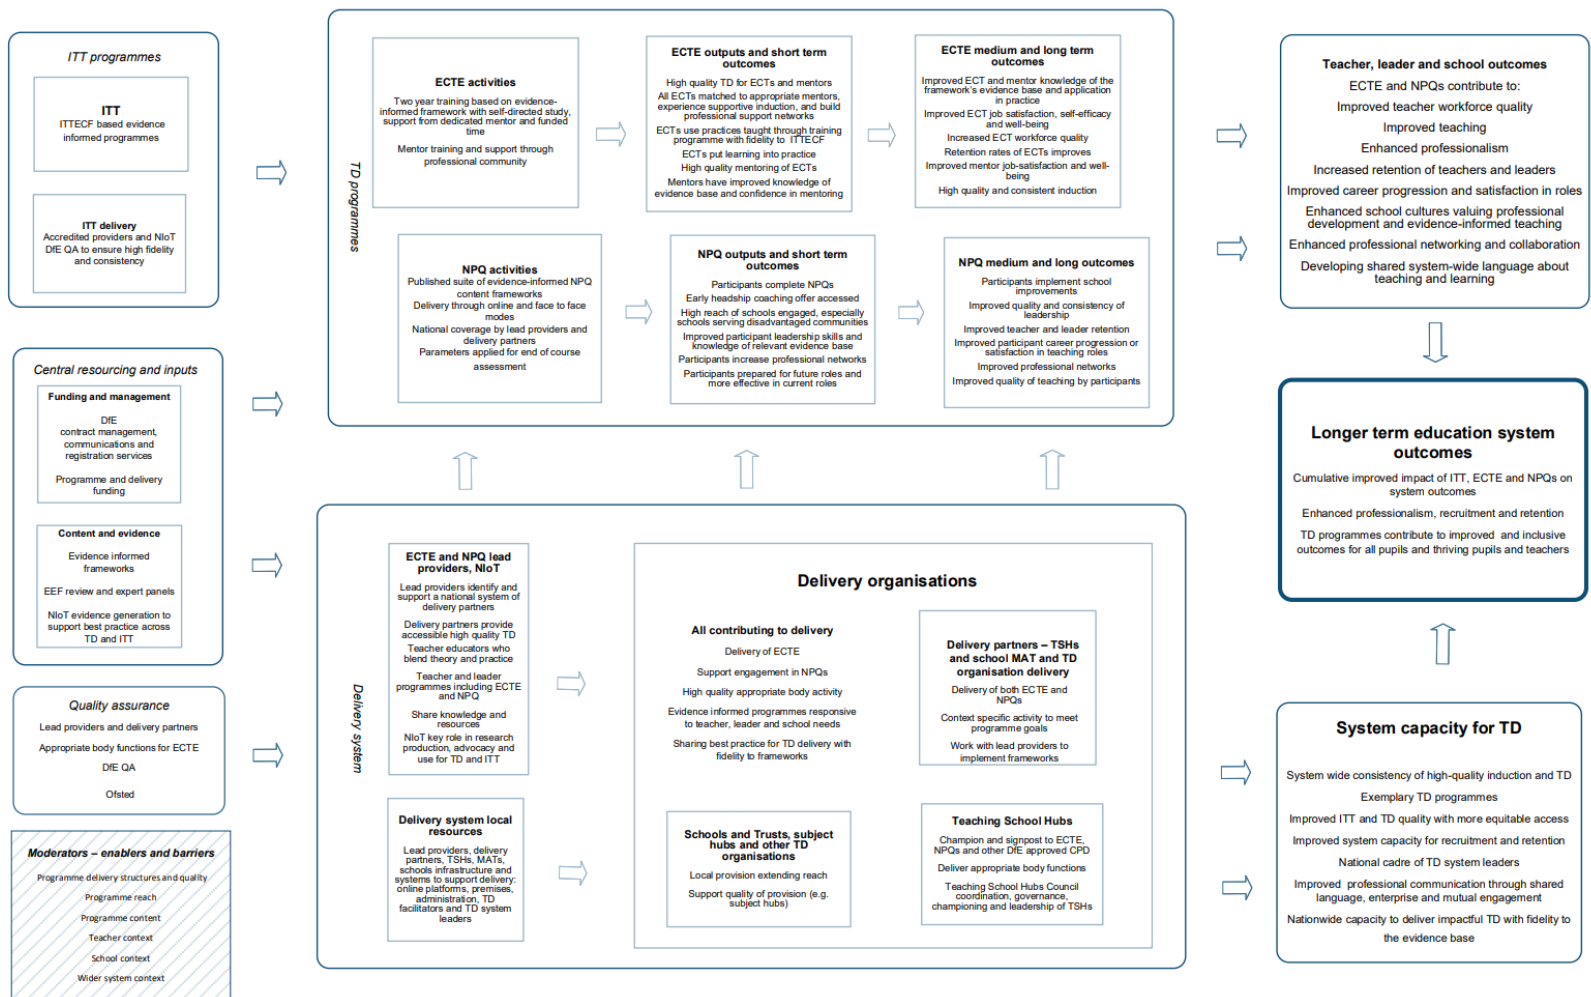 ITT programmes
ITT
ITTECF based evidence
informed programmes
ITT delivery
Accredited providers and NIoT
DfE QA to ensure high fidelity
and consistency
Central resourcing and inputs
Funding and management
DfE
contract management,
communications and
registration services
Programme and delivery
funding
Content and evidence
Evidence informed
frameworks
EEF review and expert panels
NIoT evidence generation to
support best practice across
TD and ITT
Quality assurance
Lead providers and delivery partners
Appropriate body functions for ECTE
DfE QA
Ofsted
Moderators – enablers and barriers
Programme delivery structures and quality
Programme reach
Programme content
Teacher context
School context
Wider system context
TD programmes
ECTE activities
Two year training based on evidence-
informed framework with self-directed study,
support from dedicated mentor and funded
time
Mentor training and support through
professional community
ECTE outputs and short term
outcomes
High quality TD for ECTs and mentors
All ECTs matched to appropriate mentors,
experience supportive induction, and build
professional support networks
ECTs use practices taught through training
programme with fidelity to ITTECF
ECTs put learning into practice
High quality mentoring of ECTs
Mentors have improved knowledge of
evidence base and confidence in mentoring
ECTE medium and long term
outcomes
Improved ECT and mentor knowledge of the
framework's evidence base and application
in practice
Improved ECT job satisfaction, self-efficacy
and well-being
Increased ECT workforce quality
Retention rates of ECTs improves
Improved mentor job-satisfaction and well-
being
High quality and consistent induction
NPQ activities
Published suite of evidence-informed NPQ
content frameworks
Delivery through online and face to face
modes
National coverage by lead providers and
delivery partners
Parameters applied for end of course
assessment
NPQ outputs and short term
outcomes
Participants complete NPQs
Early headship coaching offer accessed
High reach of schools engaged, especially
schools serving disadvantaged communities
Improved participant leadership skills and
knowledge of relevant evidence base
Participants increase professional networks
Participants prepared for future roles and
more effective in current roles
NPQ medium and long outcomes
Participants implement school
improvements
Improved quality and consistency of
leadership
Improved teacher and leader retention
Improved participant career progression or
satisfaction in teaching roles
Improved professional networks
Improved quality of teaching by participants
Delivery system
ECTE and NPQ lead
providers, NIoT
Lead providers identify and
support a national system of
delivery partners
Delivery partners provide
accessible high quality TD
Teacher educators who
blend theory and practice
Teacher and leader
programmes including ECTE
and NPQ
Share knowledge and
resources
NIoT key role in research
production, advocacy and
use for TD and ITT
Delivery system local
resources
Lead providers, delivery
partners, TSHs, MATs,
schools infrastructure and
systems to support delivery:
online platforms, premises,
administration, TD
facilitators and TD system
leaders
Delivery organisations
All contributing to delivery
Delivery of ECTE
Support engagement in NPQs
High quality appropriate body activity
Evidence informed programmes responsive
to teacher, leader and school needs
Sharing best practice for TD delivery with
fidelity to frameworks
Delivery partners – TSHs
and school MAT and TD
organisation delivery
Delivery of both ECTE and
NPQs
Context specific activity to meet
programme goals
Work with lead providers to
implement frameworks
Schools and Trusts, subject
hubs and other TD
organisations
Local provision extending reach
Support quality of provision (e.g.
subject hubs)
Teaching School Hubs
Champion and signpost to ECTE,
NPQs and other DfE approved CPD
Deliver appropriate body functions
Teaching School Hubs Council
coordination, governance,
championing and leadership of TSHs
Teacher, leader and school outcomes
ECTE and NPQs contribute to:
Improved teacher workforce quality
Improved teaching
Enhanced professionalism
Increased retention of teachers and leaders
Improved career progression and satisfaction in roles
Enhanced school cultures valuing professional
development and evidence-informed teaching
Enhanced professional networking and collaboration
Developing shared system-wide language about
teaching and learning
Longer term education system
outcomes
Cumulative improved impact of ITT, ECTE and NPQs on
system outcomes
Enhanced professionalism, recruitment and retention
TD programmes contribute to improved and inclusive
outcomes for all pupils and thriving pupils and teachers
System capacity for TD
System wide consistency of high-quality induction and TD
Exemplary TD programmes
Improved ITT and TD quality with more equitable access
Improved system capacity for recruitment and retention
National cadre of TD system leaders
Improved professional communication through shared
language, enterprise and mutual engagement
Nationwide capacity to deliver impactful TD with fidelity to
the evidence base